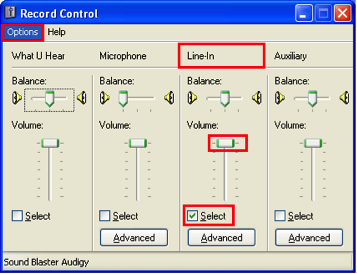 Record Control
Options Help
What U Hear Microphone Line-In Auxiliary
Balance: Balance: Balance: Balance:
Volume: Volume: Volume: Volume:
Select Select Select Select
Advanced Advanced Advanced
Sound Blaster Audigy